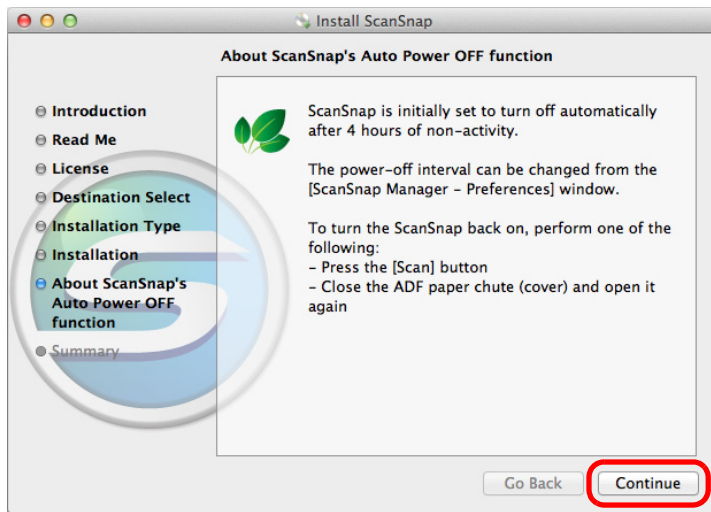 Install ScanSnap
About ScanSnap's Auto Power OFF function
Introduction
Read Me
License
Destination Select
Installation Type
Installation
About ScanSnap's
Auto Power OFF
function
Summary
ScanSnap is initially set to turn off automatically
after 4 hours of non-activity.
The power-off interval can be changed from the
[ScanSnap Manager – Preferences] window.
To turn the ScanSnap back on, perform one of the
following:
– Press the [Scan] button
– Close the ADF paper chute (cover) and open it
again
Go Back
Continue